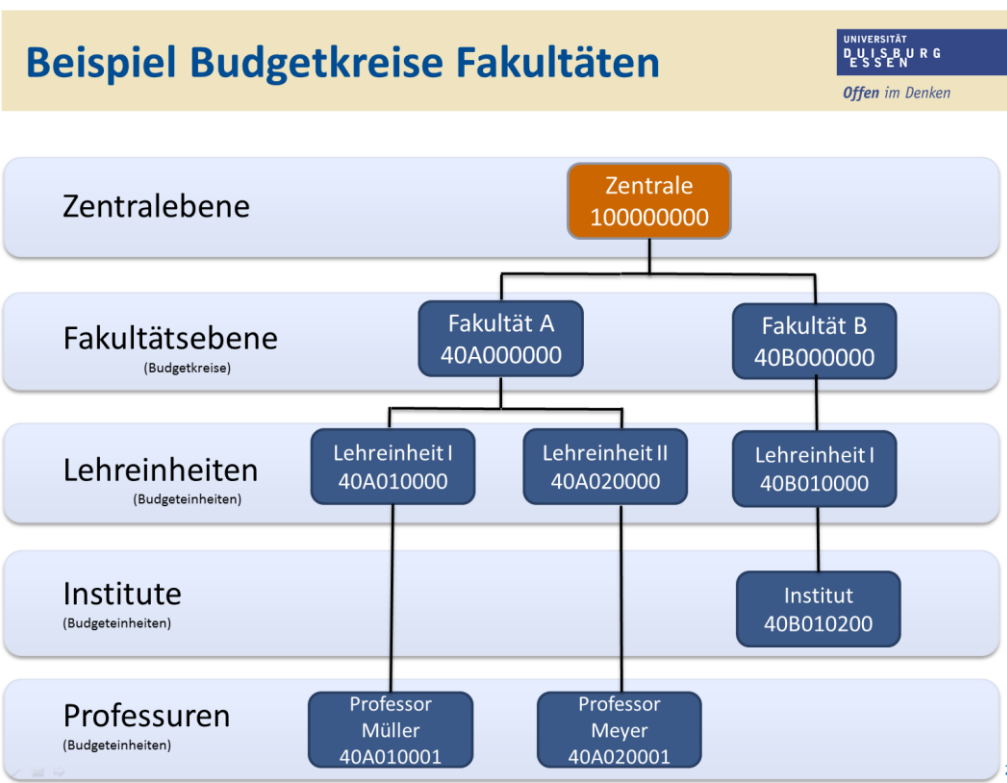 Beispiel Budgetkreise Fakultäten
UNIVERSITÄT
DUISBURG
ESSEN
Offen im Denken
Zentralebene
Zentrale
100000000
Fakultätsebene
(Budgetkreise)
Fakultät A
40A000000
Fakultät B
40B000000
Lehreinheiten
(Budgeteinheiten)
Lehreinheit I
40A010000
Lehreinheit II
40A020000
Lehreinheit I
40B010000
Institute
(Budgeteinheiten)
Institut
40B010200
Professuren
(Budgeteinheiten)
Professor
Müller
40A010001
Professor
Meyer
40A020001